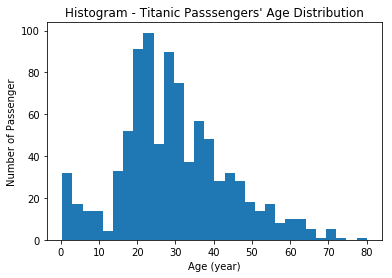 Histogram - Titanic Passsengers' Age Distribution
100
80
60
40
20
0
Number of Passenger
0 10 20 30 40 50 60 70 80
Age (year)